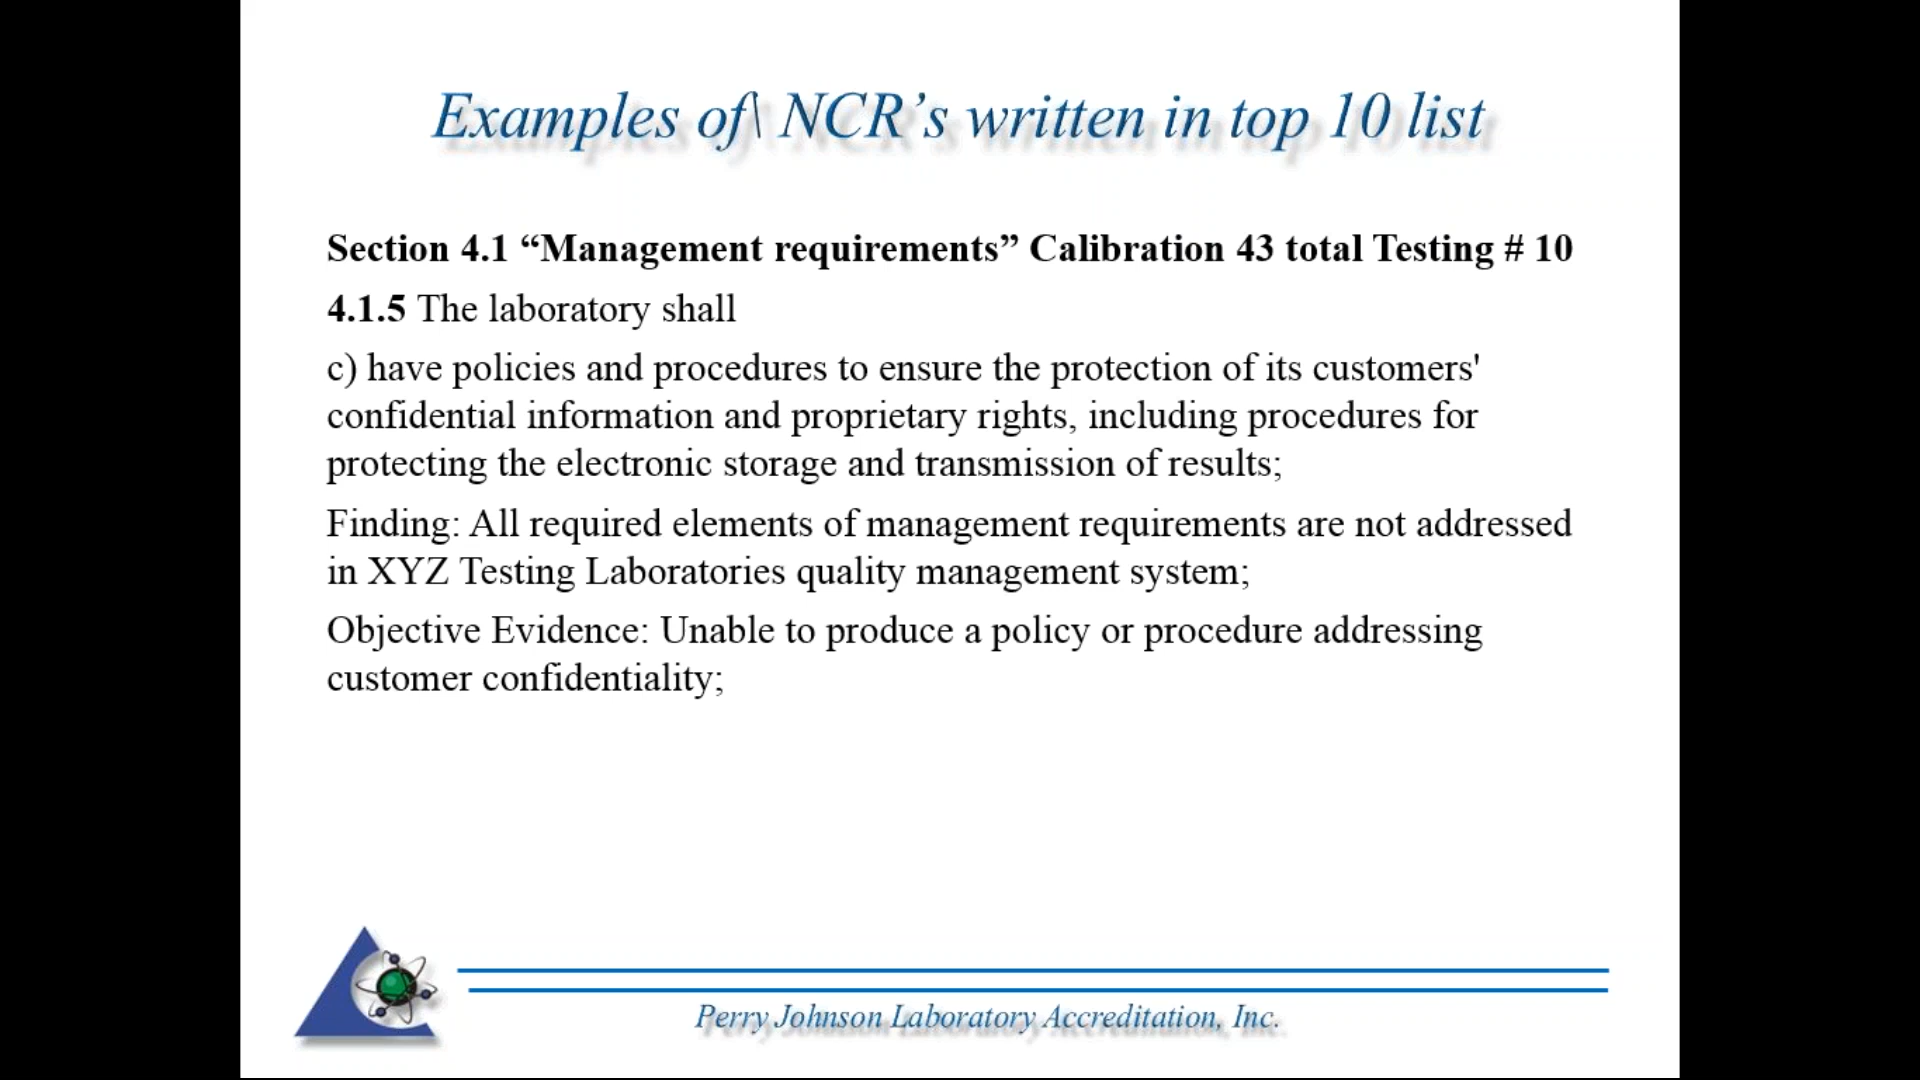 Examples of\ NCR’s written in top 10 list
Section 4.1 “Management requirements” Calibration 43 total Testing # 10
4.1.5 The laboratory shall
c) have policies and procedures to ensure the protection of its customers'
confidential information and proprietary rights, including procedures for
protecting the electronic storage and transmission of results;
Finding: All required elements of management requirements are not addressed
in XYZ Testing Laboratories quality management system;
Objective Evidence: Unable to produce a policy or procedure addressing
customer confidentiality;
Perry Johnson Laboratory Accreditation, Inc.